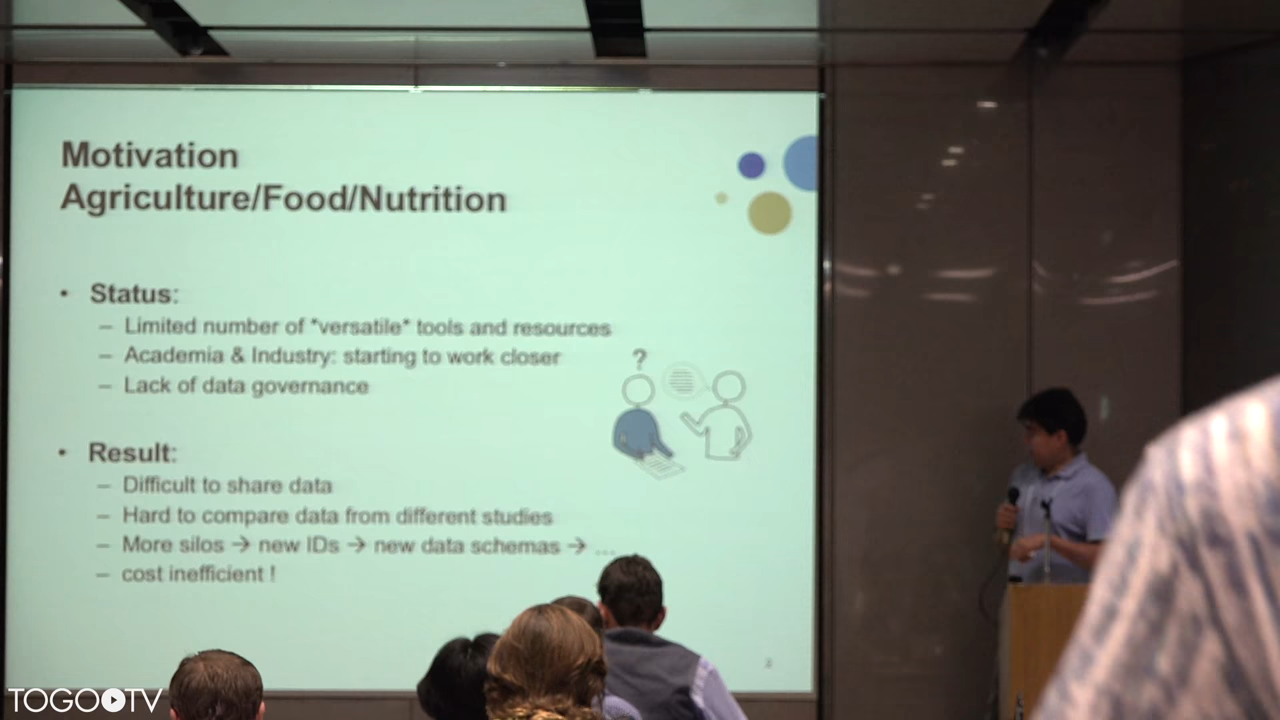 Motivation
Agriculture/Food/Nutrition
• Status:
– Limited number of *versatile* tools and resources
– Academia & Industry: starting to work closer
– Lack of data governance
?
• Result:
– Difficult to share data
– Hard to compare data from different studies
– More silos → new IDs → new data schemas → ...
– cost inefficient !
2
TOGOTV